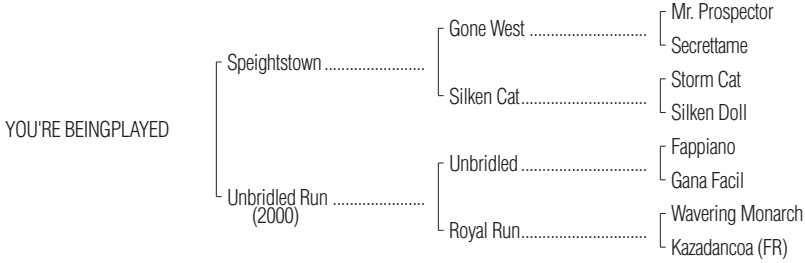 Mr. Prospector
Gone West ..............................
Secrettame
Speightstown ..........................
Storm Cat
Silken Cat................................
Silken Doll
YOU'RE BEINGPLAYED
Fappiano
Unbridled .................................
Gana Facil
Unbridled Run ........................
(2000)
Wavering Monarch
Royal Run................................
Kazadancoa (FR)